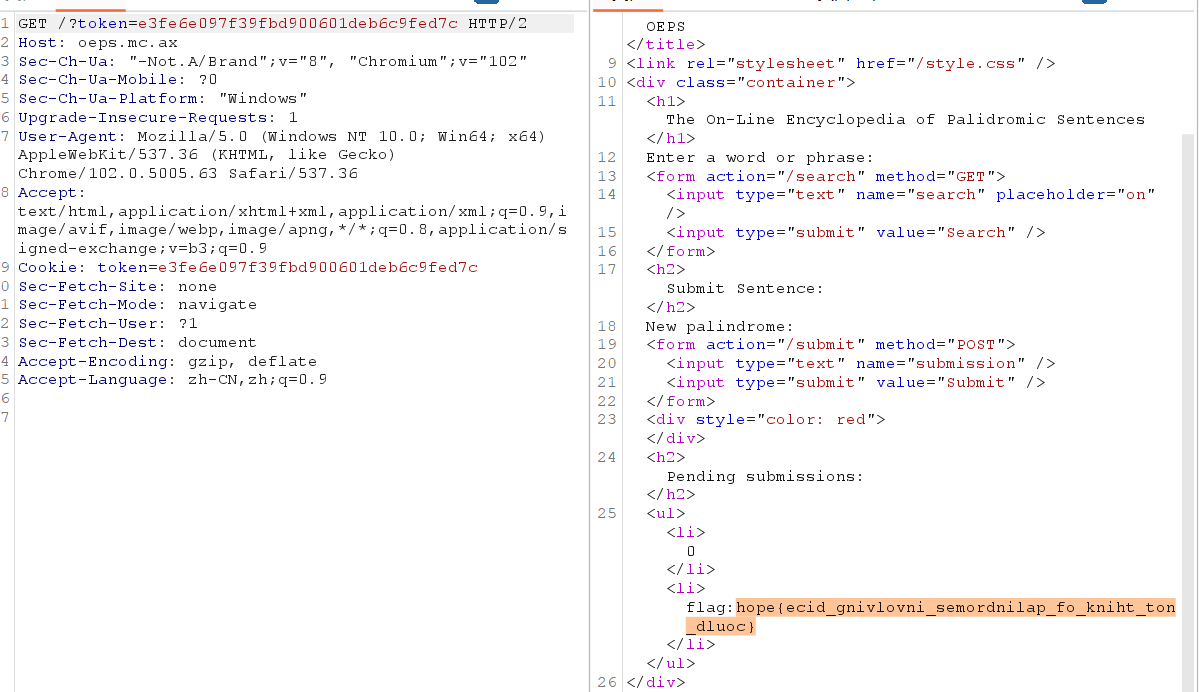 1 GET /?token=e3fe6e097f39fbd900601deb6c9fed7c HTTP/2
2 Host: oeps.mc.ax
3 Sec-Ch-Ua: "-Not.A/Brand";v="8", "Chromium";v="102"
4 Sec-Ch-Ua-Mobile: ?0
5 Sec-Ch-Ua-Platform: "Windows"
6 Upgrade-Insecure-Requests: 1
7 User-Agent: Mozilla/5.0 (Windows NT 10.0; Win64; x64)
AppleWebKit/537.36 (KHTML, like Gecko)
Chrome/102.0.5005.63 Safari/537.36
8 Accept:
text/html,application/xhtml+xml,application/xml;q=0.9,i
mage/avif,image/webp,image/apng,*/*;q=0.8,application/s
igned-exchange;v=b3;q=0.9
9 Cookie: token=e3fe6e097f39fbd900601deb6c9fed7c
0 Sec-Fetch-Site: none
1 Sec-Fetch-Mode: navigate
2 Sec-Fetch-User: ?1
3 Sec-Fetch-Dest: document
4 Accept-Encoding: gzip, deflate
5 Accept-Language: zh-CN,zh;q=0.9
6
7
OEPS
</title>
9 <link rel="stylesheet" href="/style.css" />
10 <div class="container">
11 <h1>
The On-Line Encyclopedia of Palidromic Sentences
</h1>
12 Enter a word or phrase:
13 <form action="/search" method="GET">
14 <input type="text" name="search" placeholder="on"
/>
15 <input type="submit" value="Search" />
16 </form>
17 <h2>
Submit Sentence:
</h2>
18 New palindrome:
19 <form action="/submit" method="POST">
20 <input type="text" name="submission" />
21 <input type="submit" value="Submit" />
22 </form>
23 <div style="color: red">
</div>
24 <h2>
Pending submissions:
</h2>
25 <ul>
<li>
0
</li>
<li>
flag:hope{ecid_gnivlovni_semordnilap_fo_kniht_ton
_dluoc}
</li>
</ul>
26 </div>